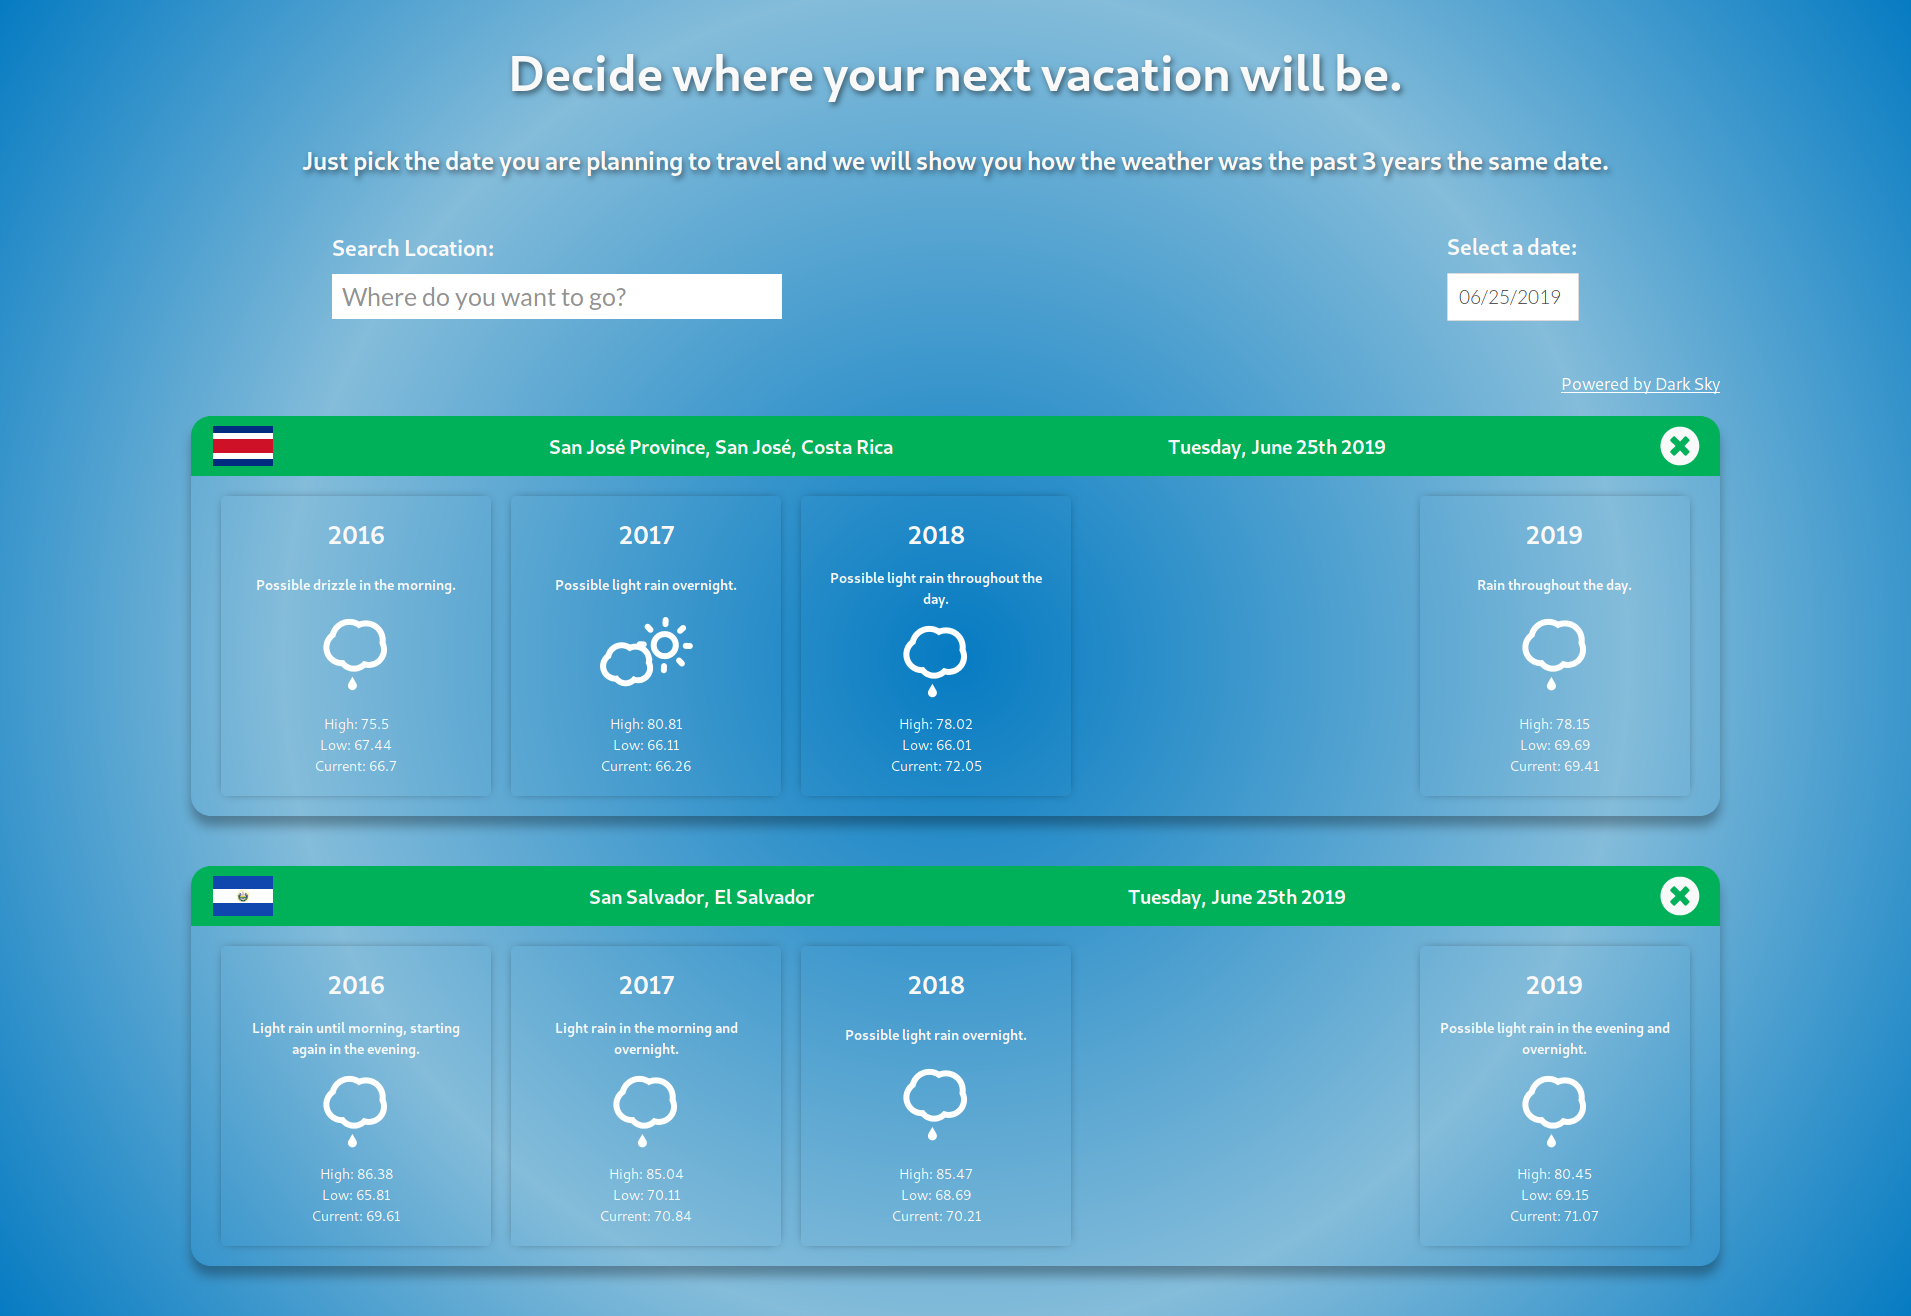 Decide where your next vacation will be.
Just pick the date you are planning to travel and we will show you how the weather was the past 3 years the same date.
Search Location:
Where do you want to go?
Select a date:
06/25/2019
Powered by Dark Sky
San José Province, San José, Costa Rica
Tuesday, June 25th 2019
2016
Possible drizzle in the morning.
High: 75.5
Low: 67.44
Current: 66.7
2017
Possible light rain overnight.
High: 80.81
Low: 66.11
Current: 66.26
2018
Possible light rain throughout the
day.
High: 78.02
Low: 66.01
Current: 72.05
2019
Rain throughout the day.
High: 78.15
Low: 69.69
Current: 69.41
San Salvador, El Salvador
Tuesday, June 25th 2019
2016
Light rain until morning, starting
again in the evening.
High: 86.38
Low: 65.81
Current: 69.61
2017
Light rain in the morning and
overnight.
High: 85.04
Low: 70.11
Current: 70.84
2018
Possible light rain overnight.
High: 85.47
Low: 68.69
Current: 70.21
2019
Possible light rain in the evening and
overnight.
High: 80.45
Low: 69.15
Current: 71.07